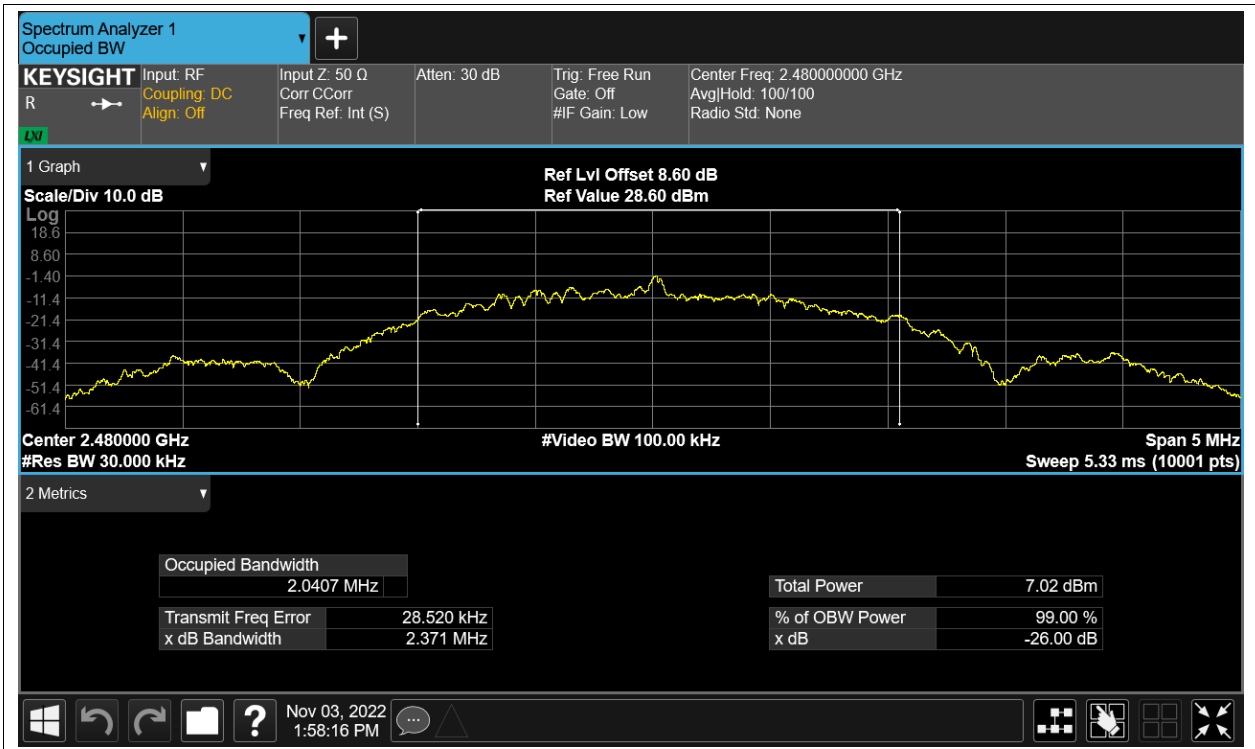 Spectrum Analyzer 1
Occupied BW
KEYSIGHT
R
LXI
Input: RF
Coupling: DC
Align: Off
Input Z: 50 Ω
Corr CCorr
Freq Ref: Int (S)
Atten: 30 dB
Trig: Free Run
Gate: Off
#IF Gain: Low
Center Freq: 2.480000000 GHz
Avg|Hold: 100/100
Radio Std: None
1 Graph
Scale/Div 10.0 dB
Ref Lvl Offset 8.60 dB
Ref Value 28.60 dBm
Log
18.6
8.60
-1.40
-11.4
-21.4
-31.4
-41.4
-51.4
-61.4
Center 2.480000 GHz
#Video BW 100.00 kHz
Span 5 MHz
#Res BW 30.000 kHz
Sweep 5.33 ms (10001 pts)
2 Metrics
Occupied Bandwidth
2.0407 MHz
Total Power 7.02 dBm
Transmit Freq Error 28.520 kHz
% of OBW Power 99.00 %
x dB Bandwidth 2.371 MHz
x dB -26.00 dB
?
Nov 03, 2022
1:58:16 PM